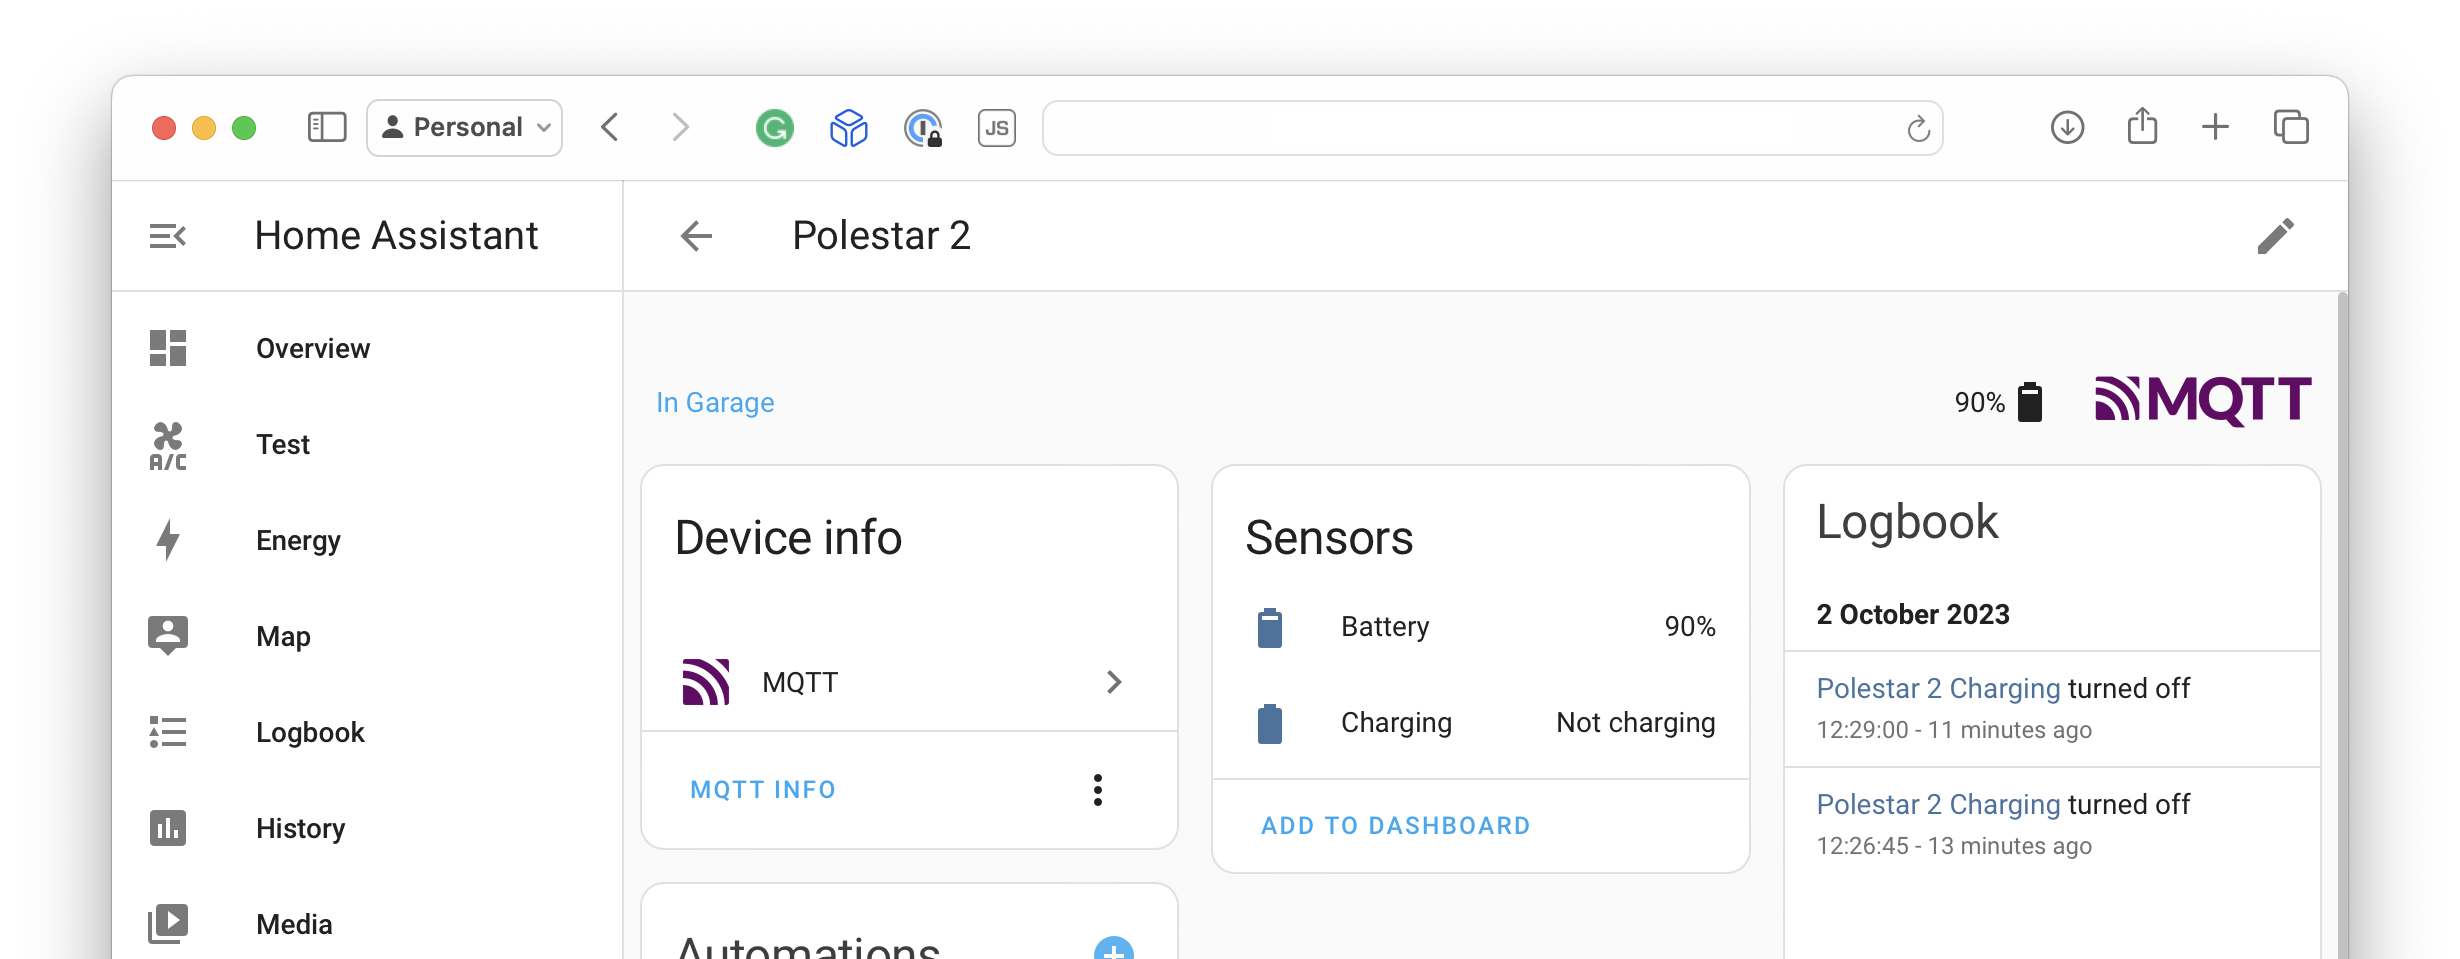 Personal
JS
Home Assistant
Polestar 2
Overview
A/C
Test
Energy
Map
Logbook
History
Media
In Garage
90%
MQTT
Device info
MQTT
MQTT INFO
Automations
Sensors
Battery 90%
Charging Not charging
ADD TO DASHBOARD
Logbook
2 October 2023
Polestar 2 Charging turned off
12:29:00 - 11 minutes ago
Polestar 2 Charging turned off
12:26:45 - 13 minutes ago